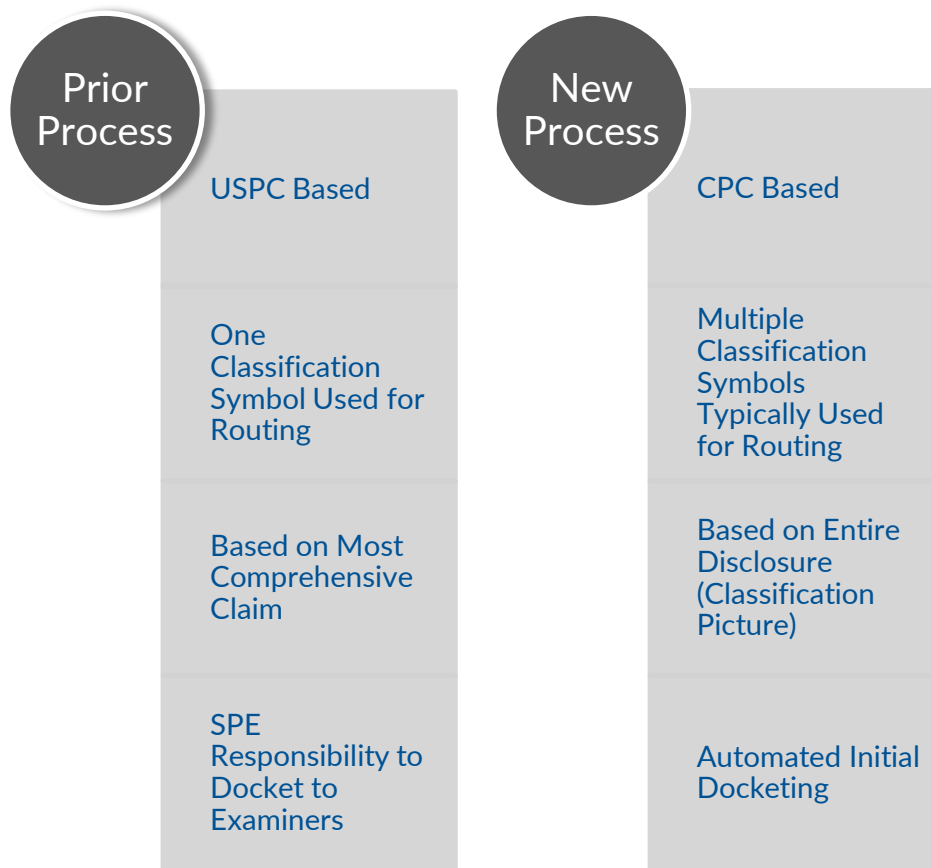 Prior
Process
USPC Based
One
Classification
Symbol Used for
Routing
Based on Most
Comprehensive
Claim
SPE
Responsibility to
Docket to
Examiners
New
Process
CPC Based
Multiple
Classification
Symbols
Typically Used
for Routing
Based on Entire
Disclosure
(Classification
Picture)
Automated Initial
Docketing